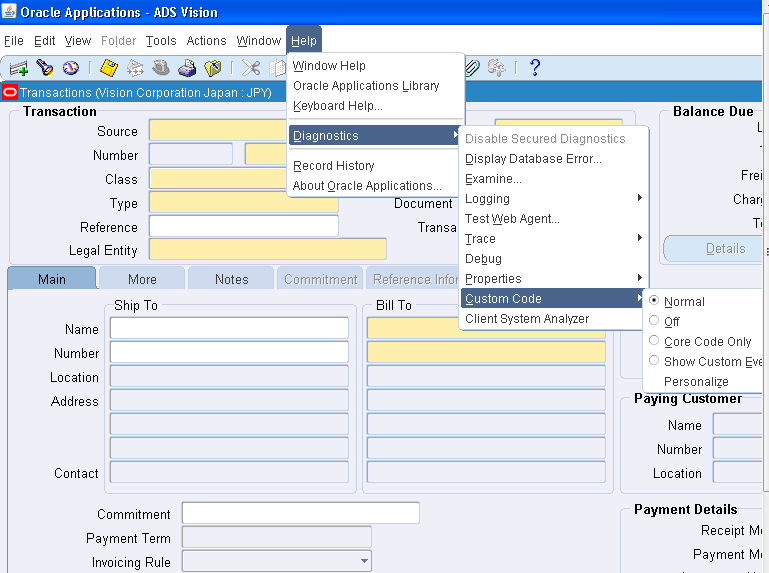 Oracle Applications - ADS Vision
File Edit View Folder Tools Actions Window Help
Transactions (Vision Corporation Japan : JPY)
Window Help
Oracle Applications Library
Keyboard Help...
Diagnostics
Record History
About Oracle Applications...
Disable Secured Diagnostics
Display Database Error...
Examine...
Logging
Test Web Agent...
Trace
Debug
Properties
Custom Code
Client System Analyzer
Normal
Off
Core Code Only
Show Custom Eve
Personalize
Transaction
Source
Number
Class
Type
Reference
Legal Entity
Document
Transa
Balance Due
Frei
Charg
Details
Main More Notes Commitment Reference Infor
Ship To
Bill To
Name
Number
Location
Address
Contact
Commitment
Payment Term
Invoicing Rule
Paying Customer
Name
Number
Location
Payment Details
Receipt Me
Payment Me